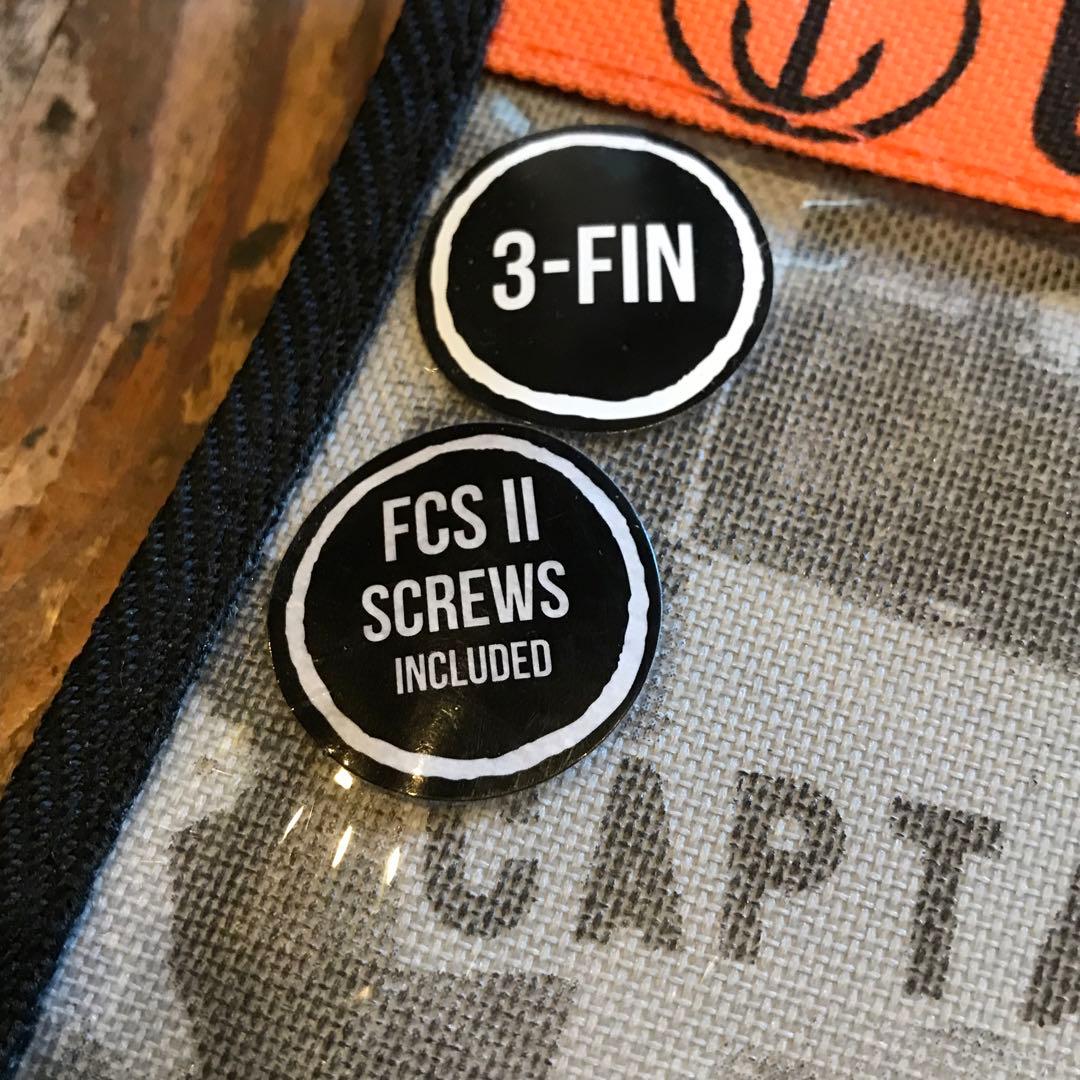 3-FIN
FCS II
SCREWS
INCLUDED